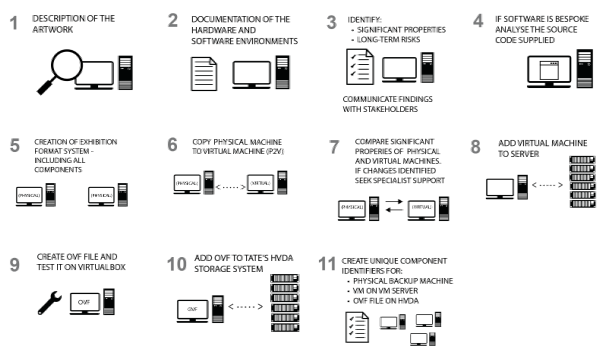 1
DESCRIPTION OF THE
ARTWORK
2
DOCUMENTATION OF THE
HARDWARE AND
SOFTWARE ENVIRONMENTS
3
IDENTIFY:
• SIGNIFICANT PROPERTIES
• LONG-TERM RISKS
COMMUNICATE FINDINGS
WITH STAKEHOLDERS
4
IF SOFTWARE IS BESPOKE
ANALYSE THE SOURCE
CODE SUPPLIED
5
CREATION OF EXHIBITION
FORMAT SYSTEM -
INCLUDING ALL
COMPONENTS
(PHYSICAL)
(PHYSICAL)
6
COPY PHYSICAL MACHINE
TO VIRTUAL MACHINE (P2V)
(PHYSICAL)
(VIRTUAL)
7
COMPARE SIGNIFICANT
PROPERIES OF PHYSICAL
AND VIRTUAL MACHINES.
IF CHANGES IDENTIFIED
SEEK SPECIALIST SUPPORT
(PHYSICAL)
(VIRTUAL)
8
ADD VIRTUAL MACHINE
TO SERVER
9
CREATE OVF FILE AND
TEST IT ON VIRTUALBOX
OVF
10
ADD OVF TO TATE'S HVDA
STORAGE SYSTEM
OVF
11
CREATE UNIQUE COMPONENT
IDENTIFIERS FOR:
• PHYSICAL BACKUP MACHINE
• VM ON VM SERVER
• OVF FILE ON HVDA